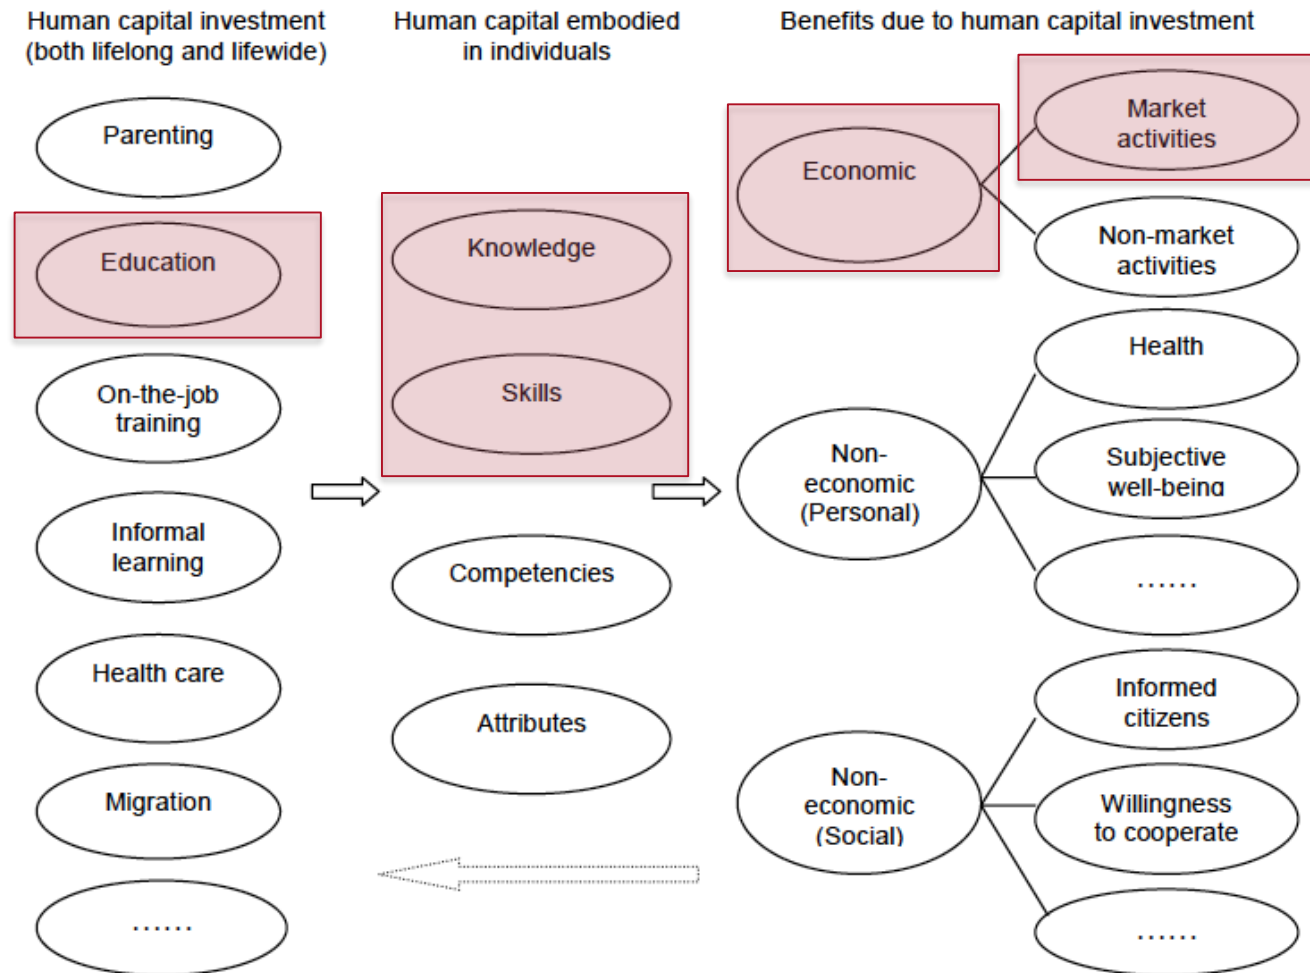 Human capital investment
(both lifelong and lifewide)
Parenting
Education
On-the-job
training
Informal
learning
Health care
Migration
......
Human capital embodied
in individuals
Knowledge
Skills
Competencies
Attributes
Benefits due to human capital investment
Economic
Market
activities
Non-market
activities
Non-
economic
(Personal)
Health
Subjective
well-being
......
Non-
economic
(Social)
Informed
citizens
Willingness
to cooperate
......